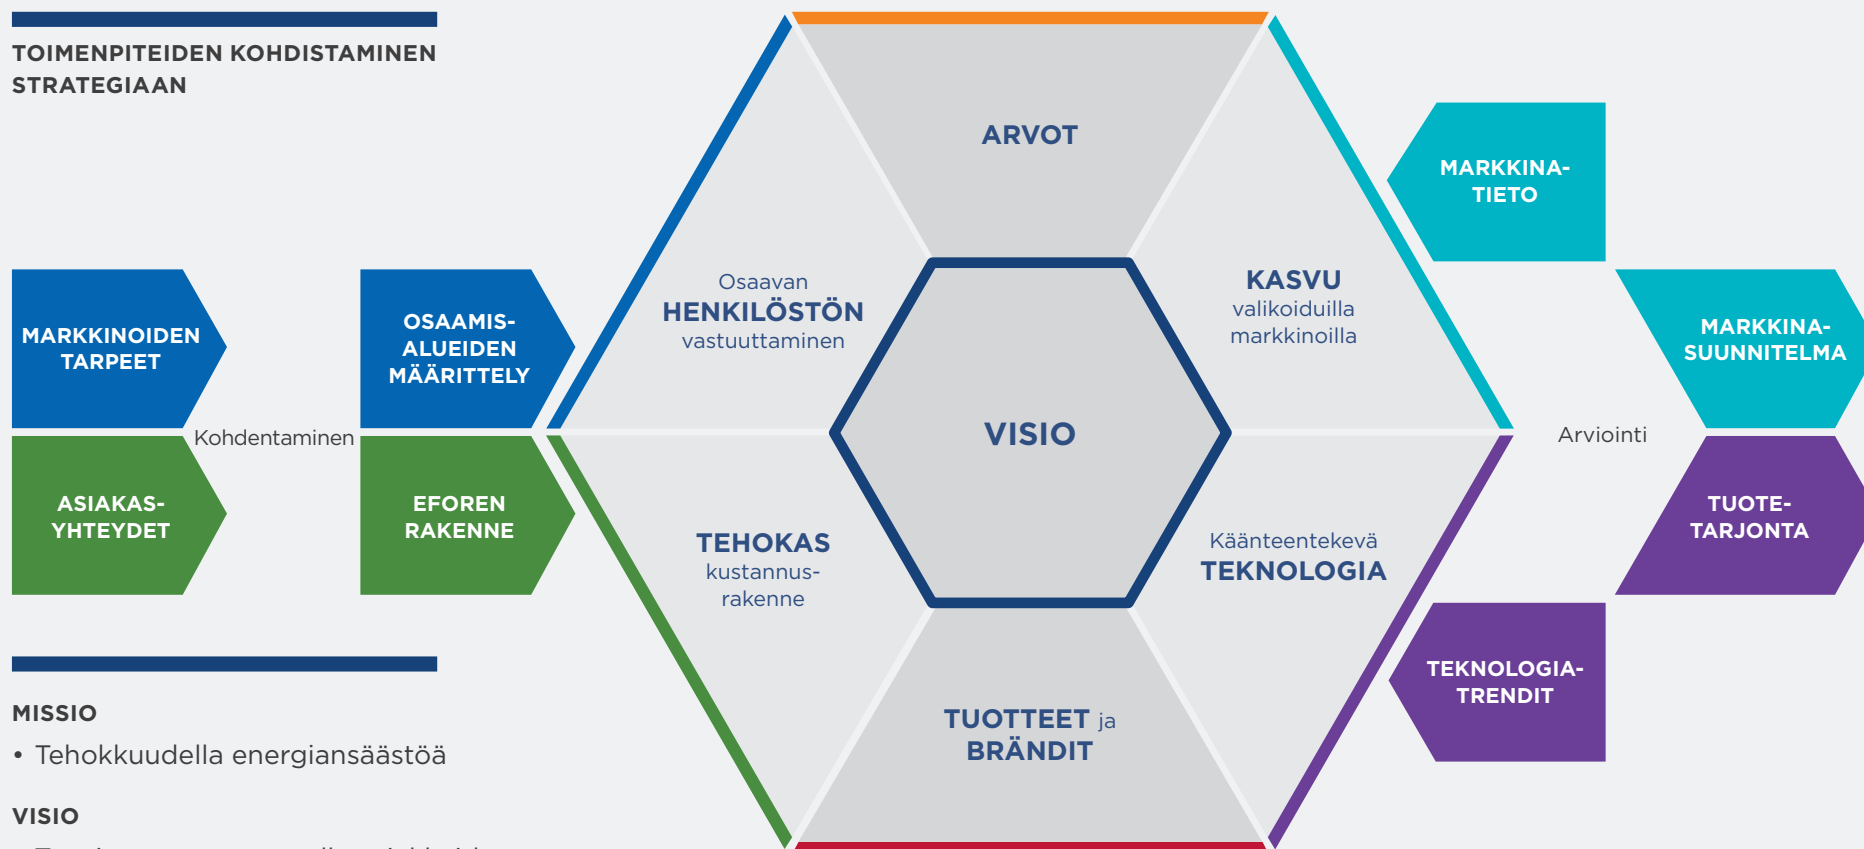 TOIMENPITEIDEN KOHDISTAMINEN
STRATEGIAAN
MARKKINOIDEN
TARPEET
ASIAKAS-
YHTEYDET
Kohdentaminen
OSAAMIS-
ALUEIDEN
MÄÄRITTELY
EFOREN
RAKENNE
ARVOT
Osaavan
HENKILÖSTÖN
vastuuttaminen
KASVU
valikoiduilla
markkinoilla
VISIO
TEHOKAS
kustannus-
rakenne
Käänteentekevä
TEKNOLOGIA
TUOTTEET ja
BRÄNDIT
MARKKINA-
TIETO
Arviointi
MARKKINA-
SUUNNITELMA
TUOTE-
TARJONTA
TEKNOLOGIA-
TRENDIT
MISSIO
• Tehokkuudella energiansäästöä
VISIO